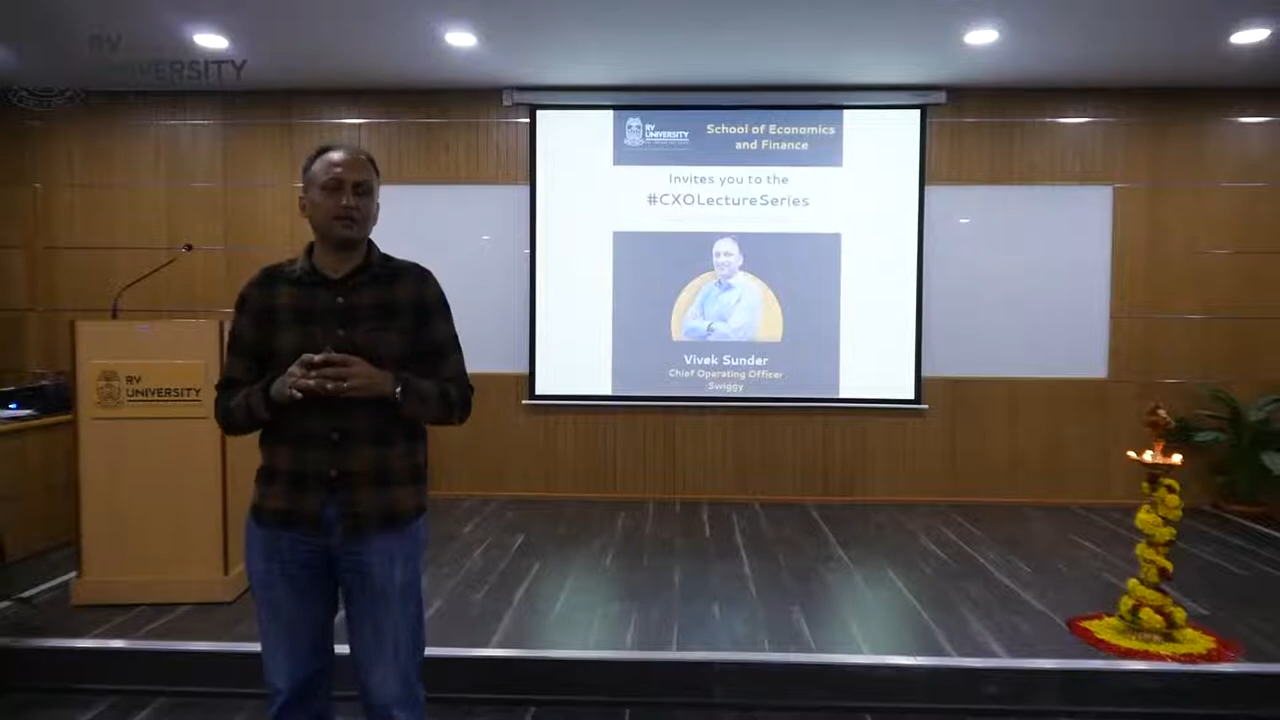 RV
UNIVERSITY
RV
UNIVERSITY
School of Economics
and Finance
Invites you to the
#CXOLectureSeries
Vivek Sunder
Chief Operating Officer
Swiggy
RV
UNIVERSITY